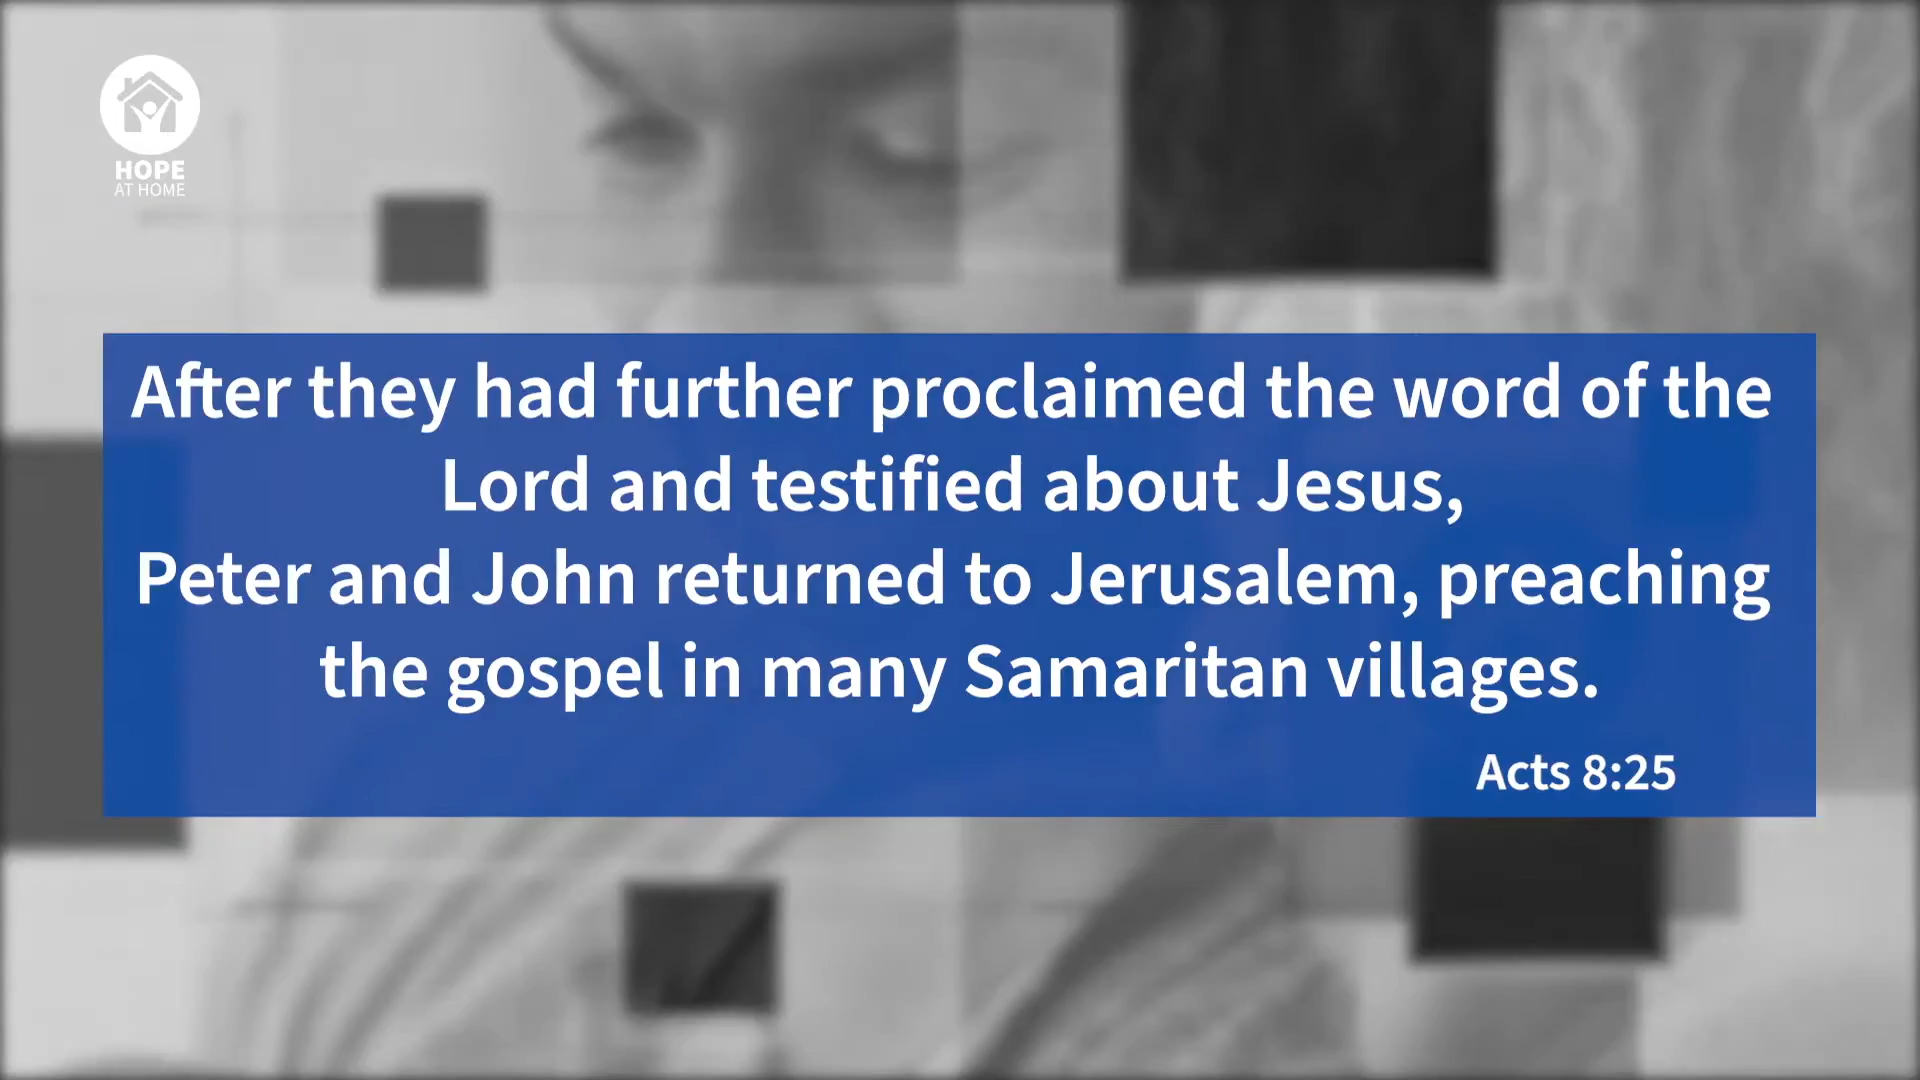 HOPE
AT HOME
After they had further proclaimed the word of the
Lord and testified about Jesus,
Peter and John returned to Jerusalem, preaching
the gospel in many Samaritan villages.
Acts 8:25